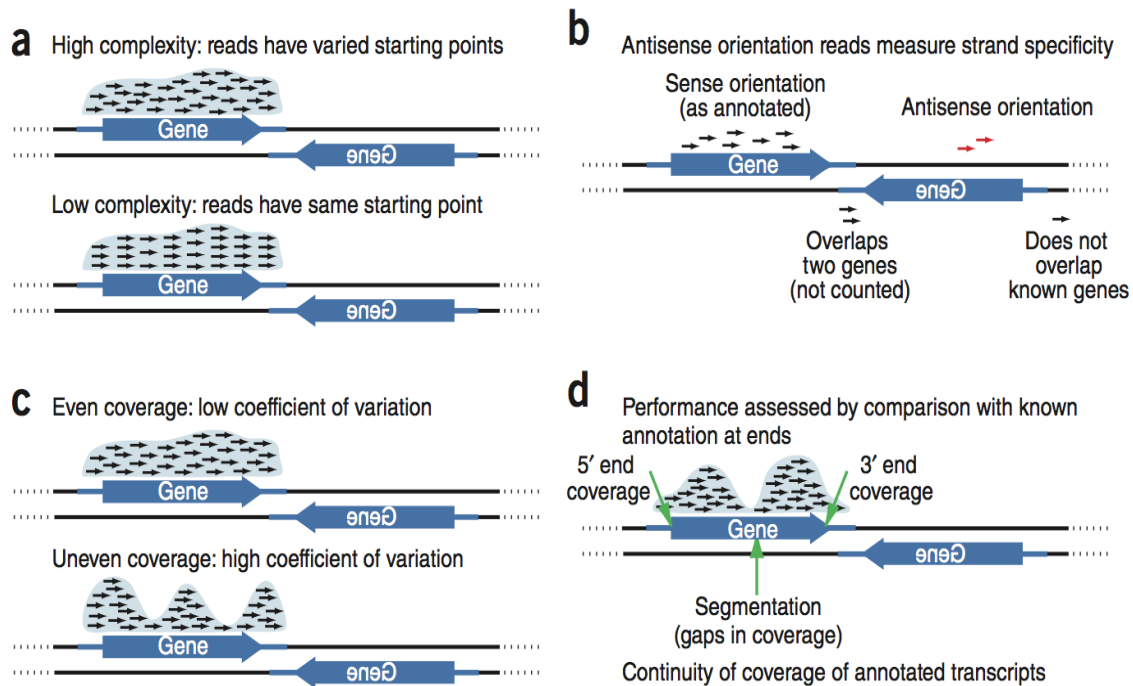 a
High complexity: reads have varied starting points
Gene
Gene
Low complexity: reads have same starting point
Gene
Gene
b
Antisense orientation reads measure strand specificity
Sense orientation
(as annotated)
Antisense orientation
Gene
Gene
Overlaps
two genes
(not counted)
Does not
overlap
known genes
c
Even coverage: low coefficient of variation
Gene
Gene
Uneven coverage: high coefficient of variation
Gene
Gene
d
Performance assessed by comparison with known
annotation at ends
5′ end
coverage
3′ end
coverage
Gene
Gene
Segmentation
(gaps in coverage)
Continuity of coverage of annotated transcripts